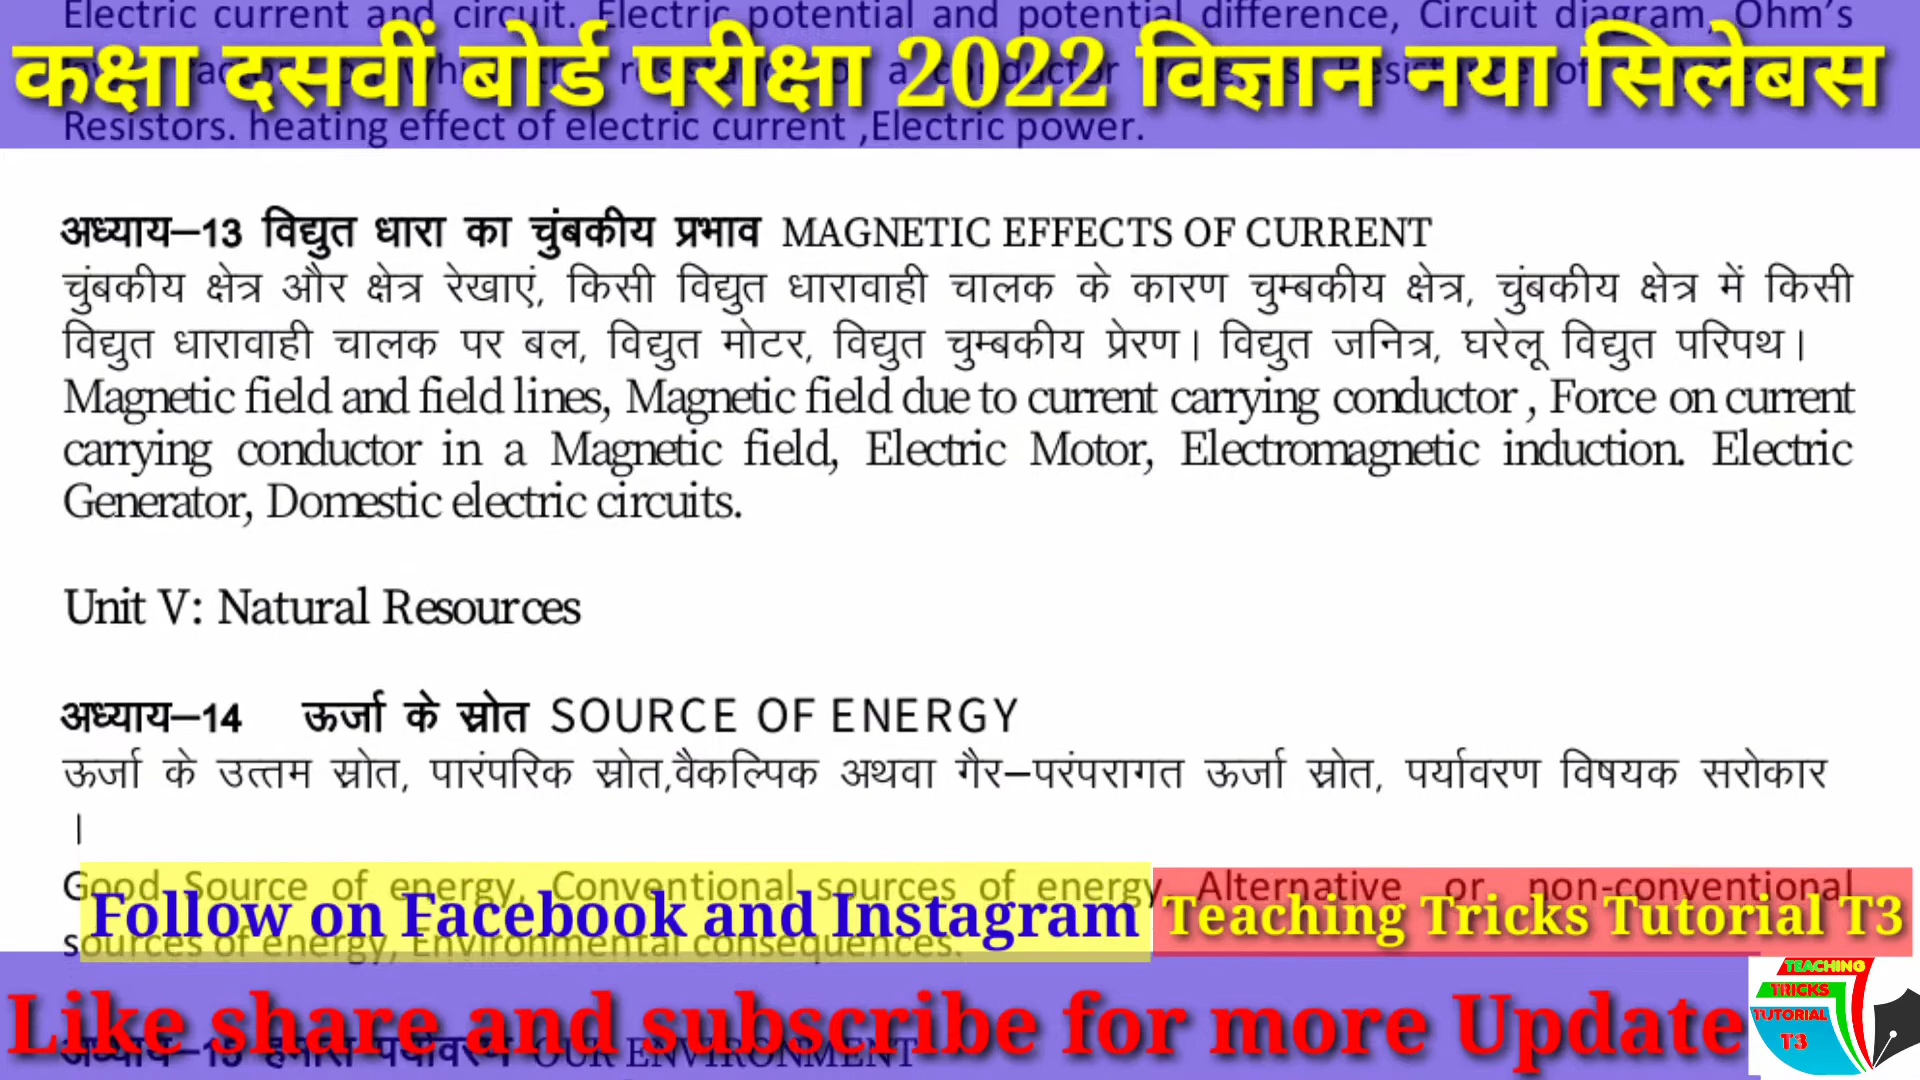 Electric current and circuit. Electric potential and potential difference, Circuit diagram, Ohm's
कक्षा दसवीं बोर्ड परीक्षा 2022 विज्ञान नया सिलेबस
Resistors. heating effect of electric current ,Electric power.
अध्याय–13 विद्युत धारा का चुंबकीय प्रभाव MAGNETIC EFFECTS OF CURRENT
चुंबकीय क्षेत्र और क्षेत्र रेखाएं, किसी विद्युत धारावाही चालक के कारण चुम्बकीय क्षेत्र, चुंबकीय क्षेत्र में किसी
विद्युत धारावाही चालक पर बल, विद्युत मोटर, विद्युत चुम्बकीय प्रेरण। विद्युत जनित्र, घरेलू विद्युत परिपथ।
Magnetic field and field lines, Magnetic field due to current carrying conductor , Force on current
carrying conductor in a Magnetic field, Electric Motor, Electromagnetic induction. Electric
Generator, Domestic electric circuits.
Unit V: Natural Resources
अध्याय–14 ऊर्जा के स्रोत SOURCE OF ENERGY
ऊर्जा के उत्तम स्रोत, पारंपरिक स्रोत,वैकल्पिक अथवा गैर–परंपरागत ऊर्जा स्रोत, पर्यावरण विषयक सरोकार
।
Good Source of energy, Conventional sources of energy, Alternative or non-conventional
Follow on Facebook and Instagram Teaching Tricks Tutorial T3
sources of energy, Environmental consequences.
TEACHING
TRICKS
TUTORIAL
T3
Like share and subscribe for more Update
OUR ENVIRONMENT